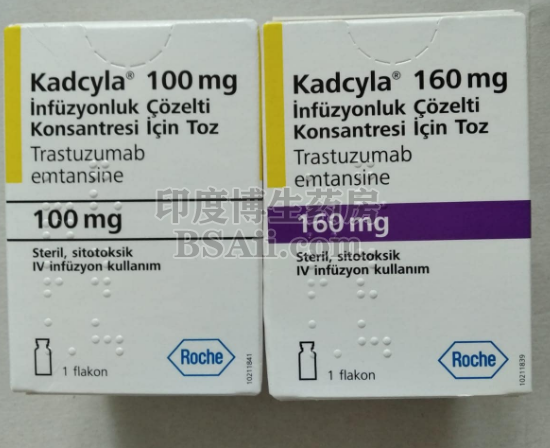 Kadcyla® 100 mg
İnfüzyonluk Çözelti
Konsantresi İçin Toz
Trastuzumab
emtansine
100 mg
Steril, sitotoksik
IV infüzyon kullanım
1 flakon
Roche
10211841
Kadcyla® 160 mg
İnfüzyonluk Çözelti
Konsantresi İçin Toz
Trastuzumab
emtansine
160 mg
Steril, sitotoksik
IV infüzyon kullanım
1 flakon
Roche
10211839
印度博生药房
BSAii.com